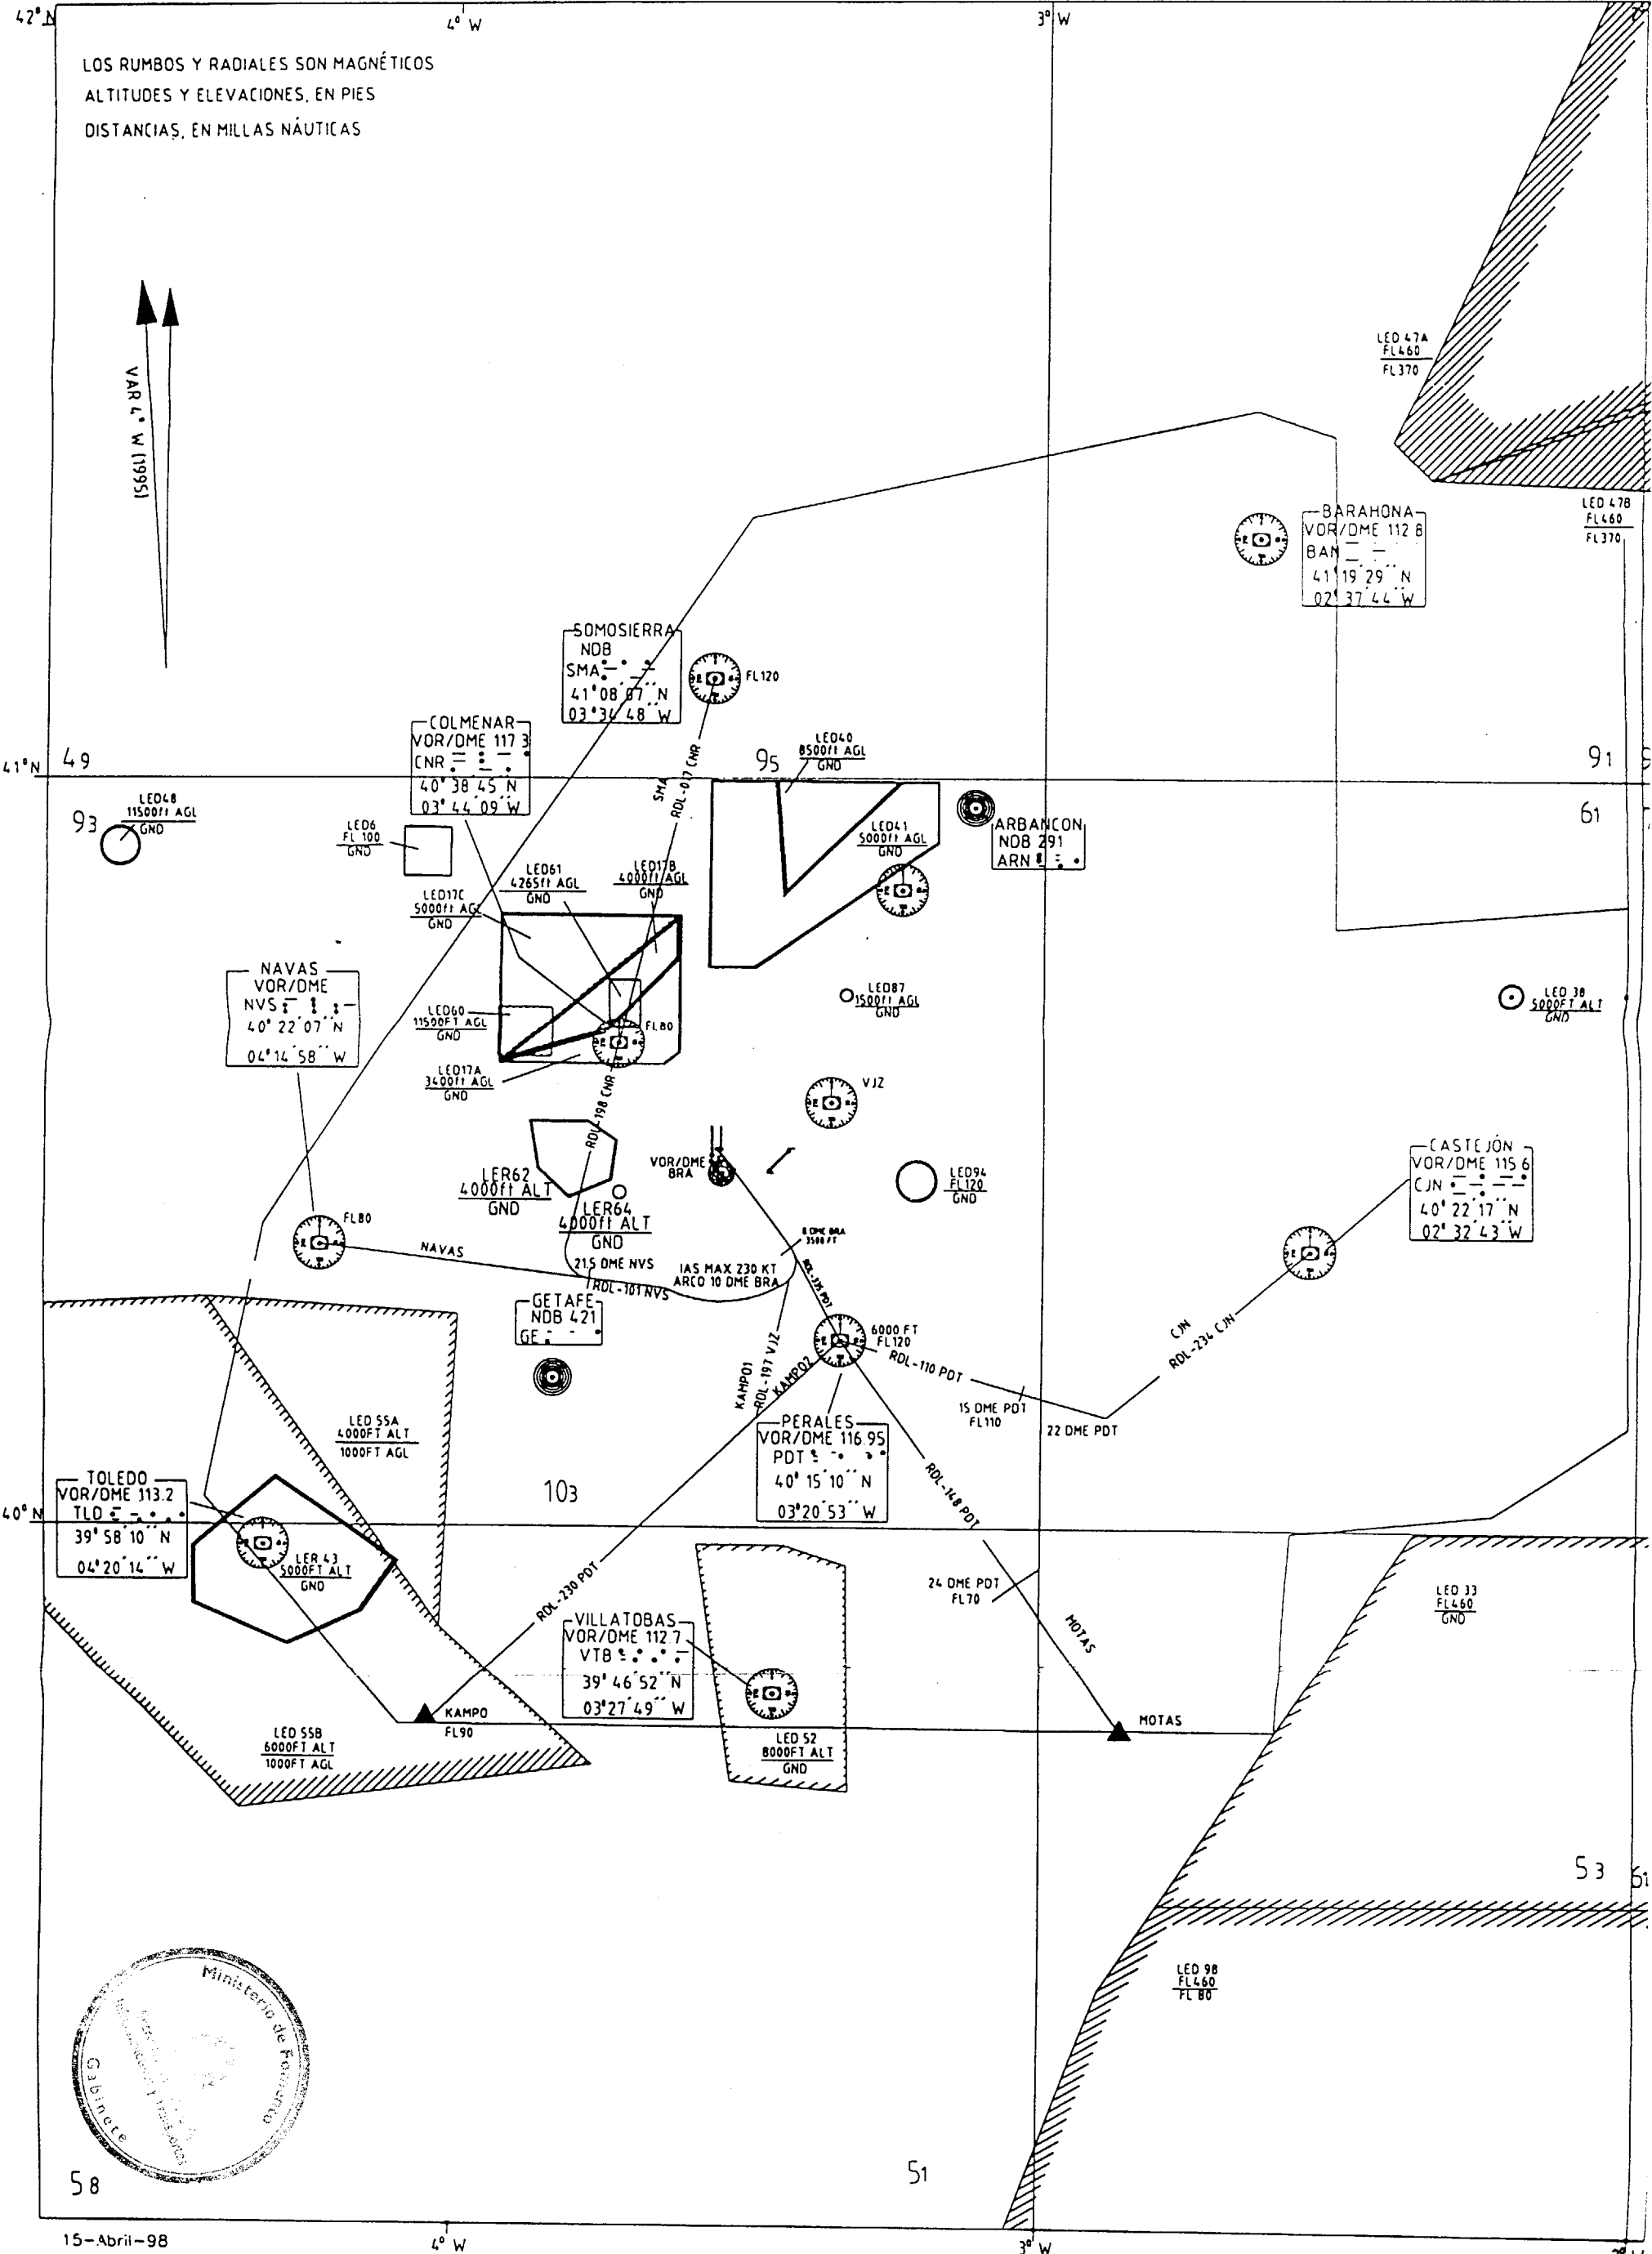 42° N
4° W
3° W
LOS RUMBOS Y RADIALES SON MAGNÉTICOS
ALTITUDES Y ELEVACIONES, EN PIES
DISTANCIAS, EN MILLAS NÁUTICAS
VAR 4° W (1995)
LED 47A
FL460
FL370
LED 47B
FL460
FL370
BARAHONA
VOR/DME 112.8
BAN
41° 19´29´´ N
02° 37´44´´ W
SOMOSIERRA
NDB
SMA
41° 08´07´´ N
03° 34´48´´ W
FL120
COLMENAR
VOR/DME 117.3
CNR
40° 38´45´´ N
03° 44´09´´ W
SMA
RDL-017 CNR
49
41° N
95
91
93
61
LED40
8500ft AGL
GND
LED48
11500ft AGL
GND
LED6
FL 100
GND
LED41
5000ft AGL
GND
ARBANCON
NDB 291
ARN
LED61
4265ft AGL
GND
LED17B
4000ft AGL
GND
LED17C
5000ft AGL
GND
NAVAS
VOR/DME
NVS
40° 22´07´´ N
04° 14´58´´ W
LED60
11500FT AGL
GND
FL80
LED87
1500ft AGL
GND
LED 38
5000FT ALT
GND
LED17A
3400ft AGL
GND
VJZ
RDL-198 CNR
LER62
4000ft ALT
GND
VOR/DME
BRA
LED94
FL120
GND
CASTEJÓN
VOR/DME 115.6
CJN
40° 22´17´´ N
02° 32´43´´ W
LER64
4000ft ALT
GND
FL80
NAVAS
8 DME BRA
3500 FT
21.5 DME NVS
RDL-101 NVS
IAS MAX 230 KT
ARCO 10 DME BRA
RDL-335 PDT
GETAFE
NDB 421
GE
6000 FT
FL120
RDL-110 PDT
CJN
RDL-234 CJN
KAMPO1
RDL-197 VJZ
KAMPO2
15 DME PDT
FL110
22 DME PDT
PERALES
VOR/DME 116.95
PDT
40° 15´10´´ N
03° 20´53´´ W
LED 55A
4000FT ALT
1000FT AGL
TOLEDO
VOR/DME 113.2
TLD
39° 58´10´´ N
04° 20´14´´ W
103
40° N
RDL-148 PDT
LER 43
5000FT ALT
GND
RDL-230 PDT
24 DME PDT
FL70
MOTAS
LED 33
FL460
GND
VILLATOBAS
VOR/DME 112.7
VTB
39° 46´52´´ N
03° 27´49´´ W
KAMPO
FL90
MOTAS
LED 55B
6000FT ALT
1000FT AGL
LED 52
8000FT ALT
GND
53
61
LED 98
FL460
FL 80
Ministerio de Fomento
Gabinete
58
51
15-Abril-98
4° W
3° W